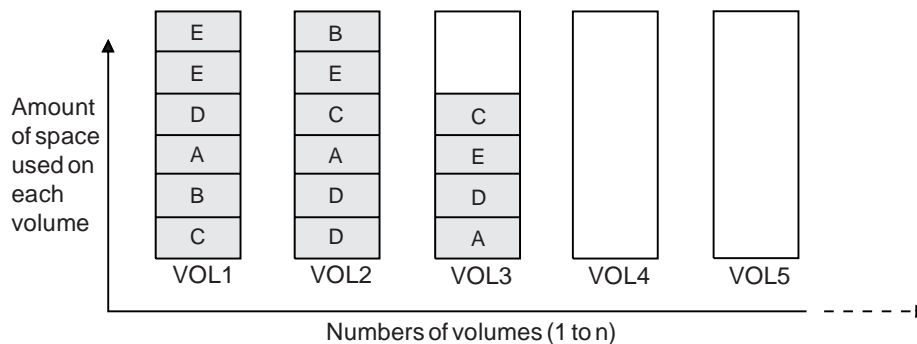 E
E
D
A
B
C
VOL1
B
E
C
A
D
D
VOL2
C
E
D
A
VOL3
VOL4
VOL5
Amount
of space
used on
each
volume
Numbers of volumes (1 to n)